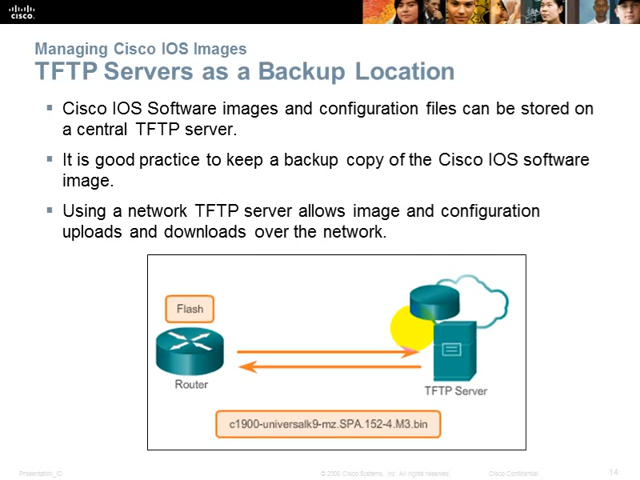 cisco.
Managing Cisco IOS Images
TFTP Servers as a Backup Location
Cisco IOS Software images and configuration files can be stored on
a central TFTP server.
It is good practice to keep a backup copy of the Cisco IOS software
image.
Using a network TFTP server allows image and configuration
uploads and downloads over the network.
Flash
Router
TFTP Server
c1900-universalk9-mz.SPA.152-4.M3.bin
Presentation_ID
© 2008 Cisco Systems, Inc. All rights reserved.
Cisco Confidential
14